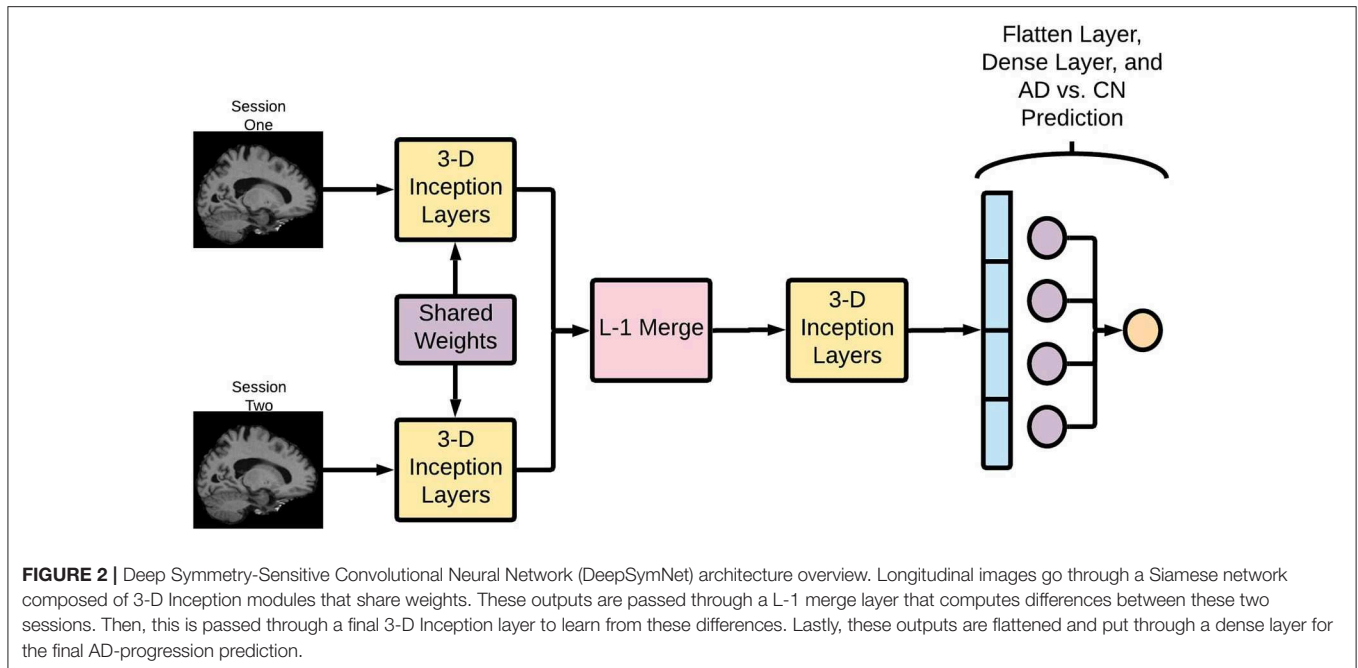 Flatten Layer,
Dense Layer, and
AD vs. CN
Prediction
Session
One
3-D
Inception
Layers
Shared
Weights
L-1 Merge
3-D
Inception
Layers
Session
Two
3-D
Inception
Layers
FIGURE 2 | Deep Symmetry-Sensitive Convolutional Neural Network (DeepSymNet) architecture overview. Longitudinal images go through a Siamese network
composed of 3-D Inception modules that share weights. These outputs are passed through a L-1 merge layer that computes differences between these two
sessions. Then, this is passed through a final 3-D Inception layer to learn from these differences. Lastly, these outputs are flattened and put through a dense layer for
the final AD-progression prediction.